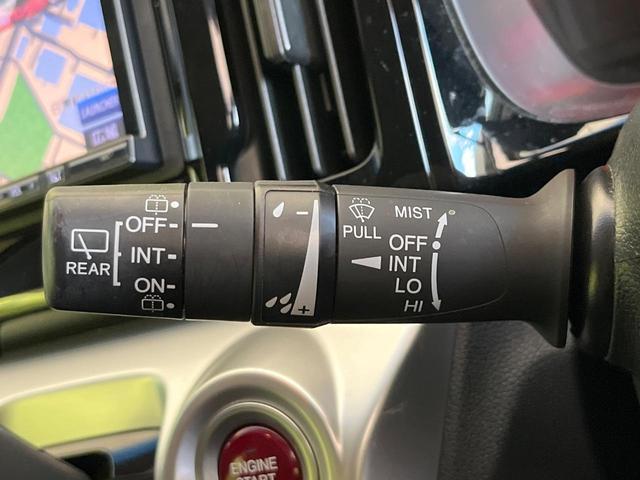 REAR
OFF-
INT-
ON-
-
+
PULL
MIST
OFF
INT
LO
HI
ENGINE
START